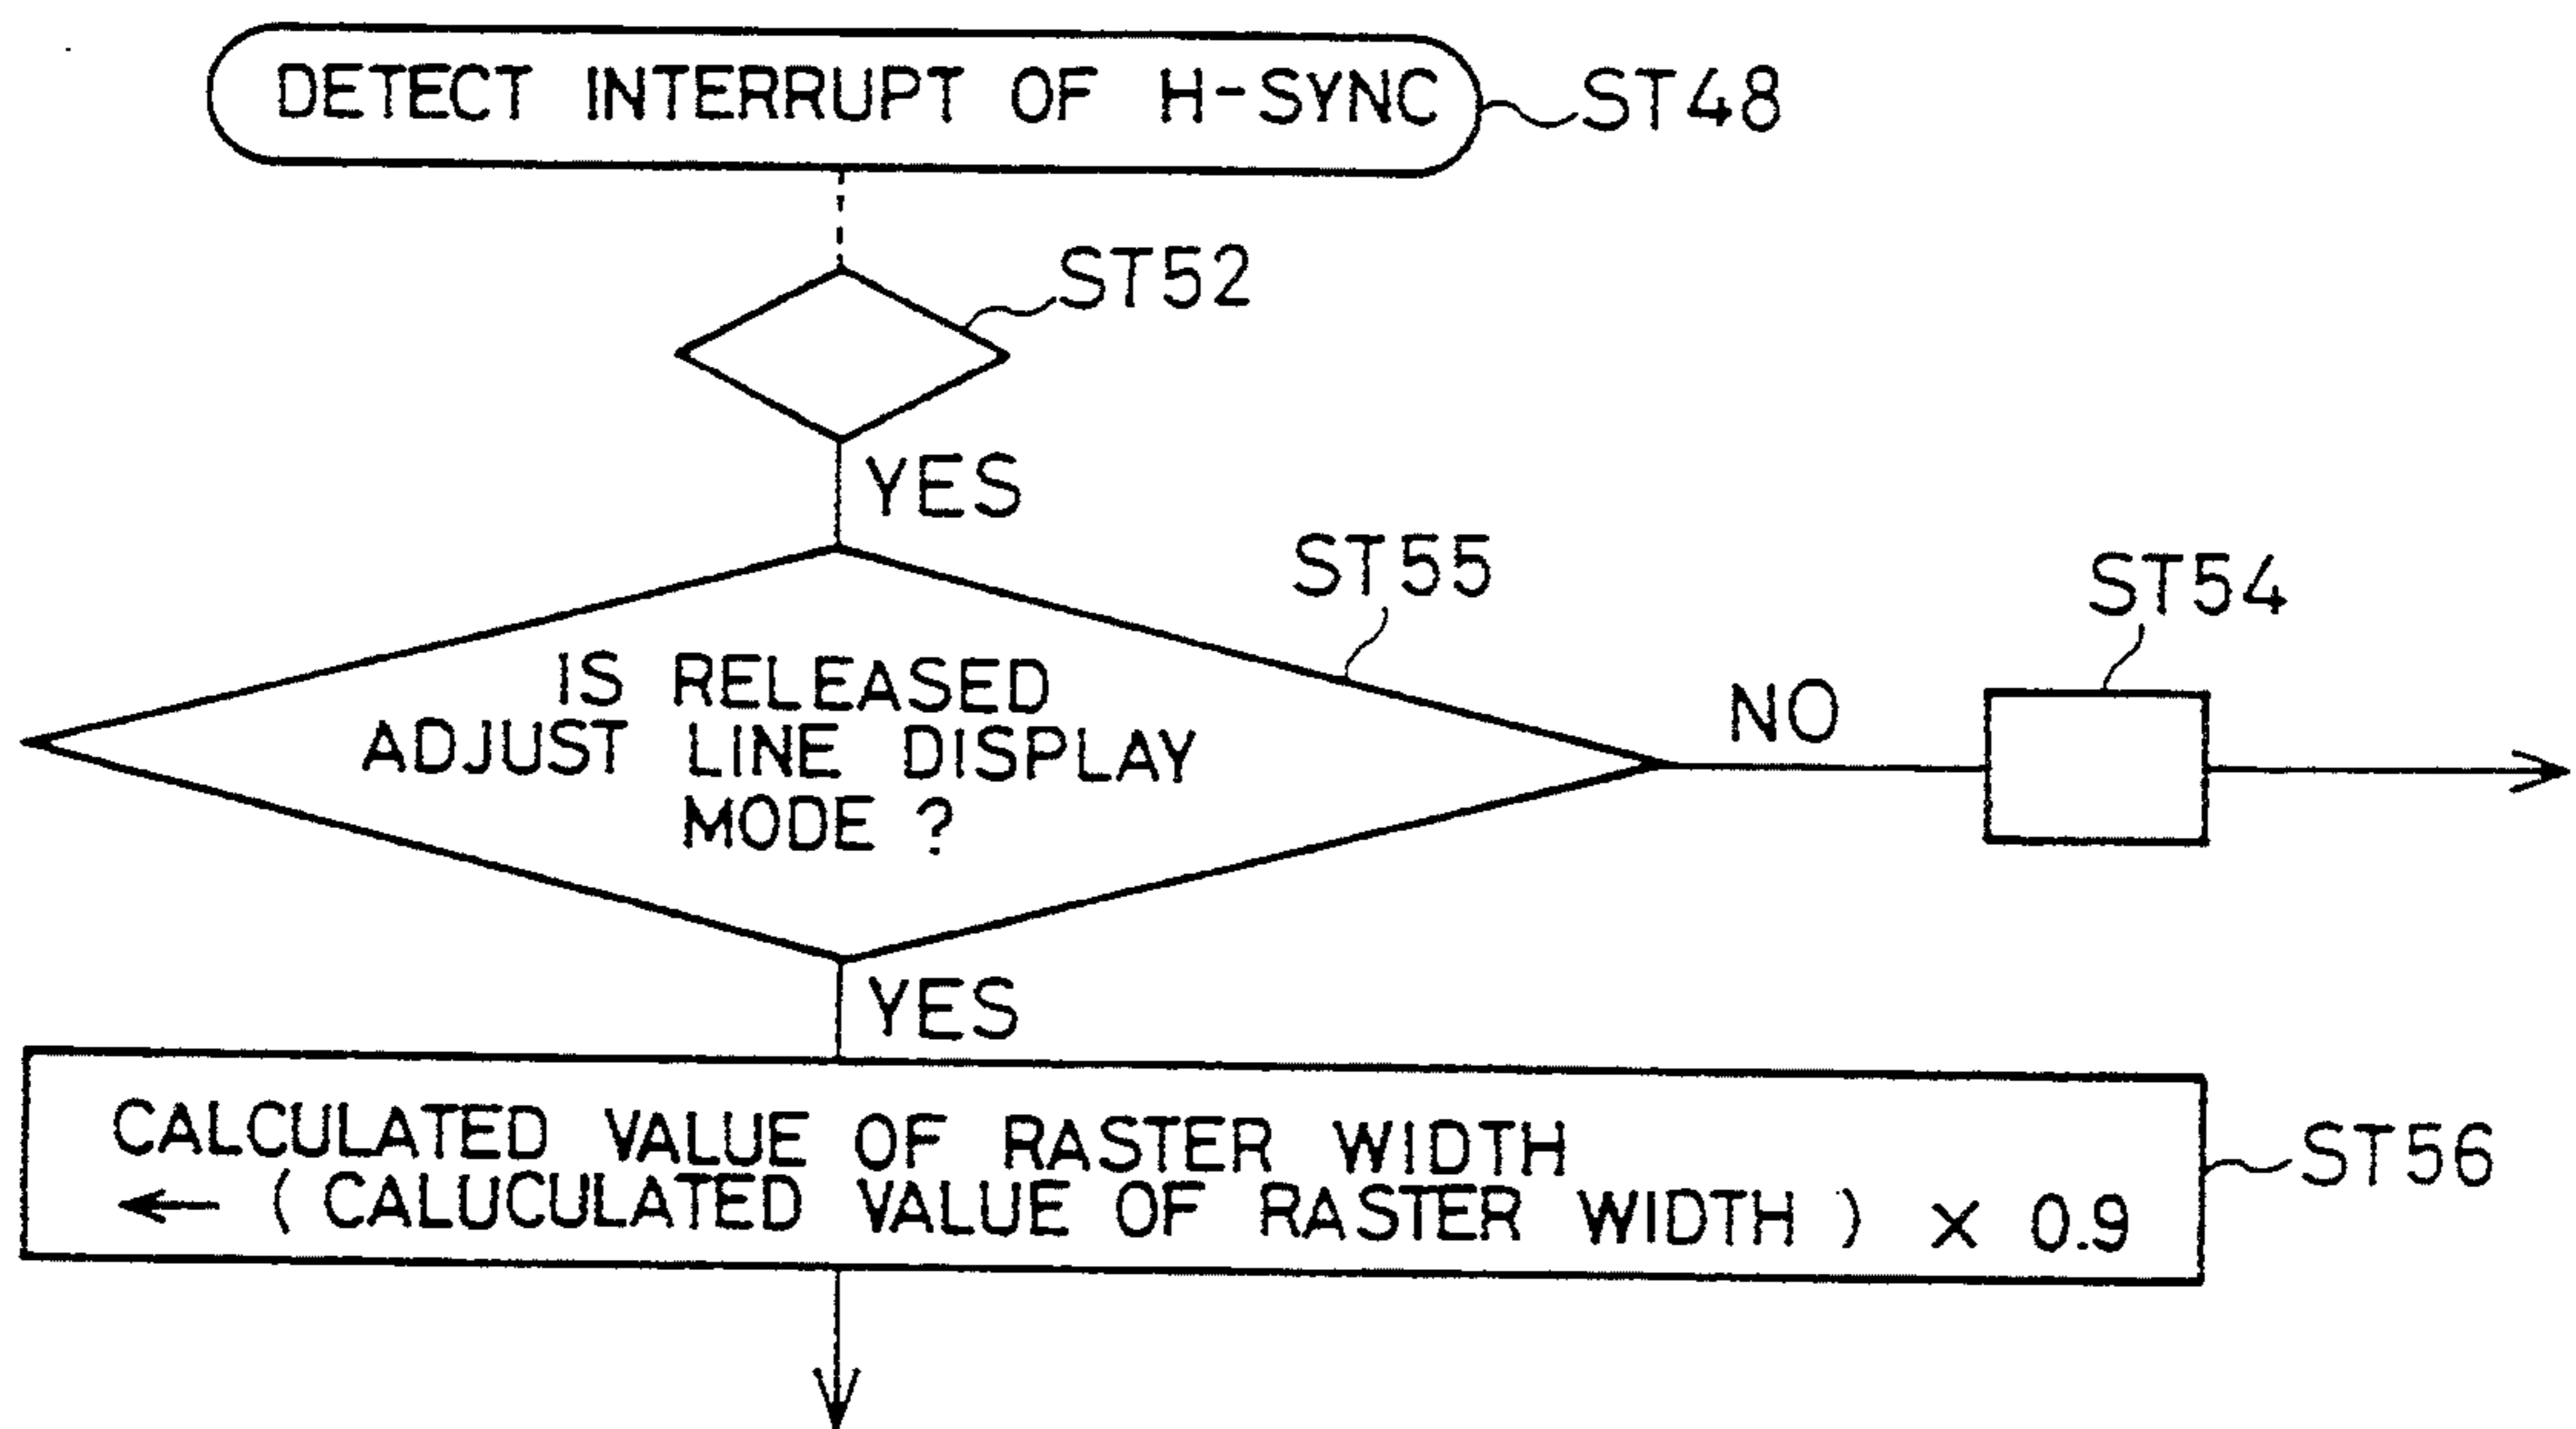 DETECT INTERRUPT OF H-SYNC
ST48
ST52
YES
ST55
ST54
IS RELEASED
ADJUST LINE DISPLAY
MODE ?
NO
YES
CALCULATED VALUE OF RASTER WIDTH
← ( CALUCULATED VALUE OF RASTER WIDTH ) × 0.9
ST56